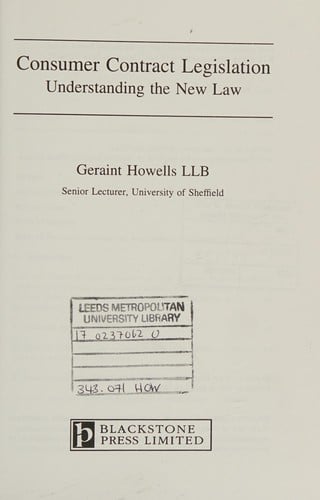 Consumer Contract Legislation
Understanding the New Law
Geraint Howells LLB
Senior Lecturer, University of Sheffield
LEEDS METROPOLITAN
UNIVERSITY LIBRARY
17 0237062 0
343.071 HOW
BLACKSTONE
PRESS LIMITED